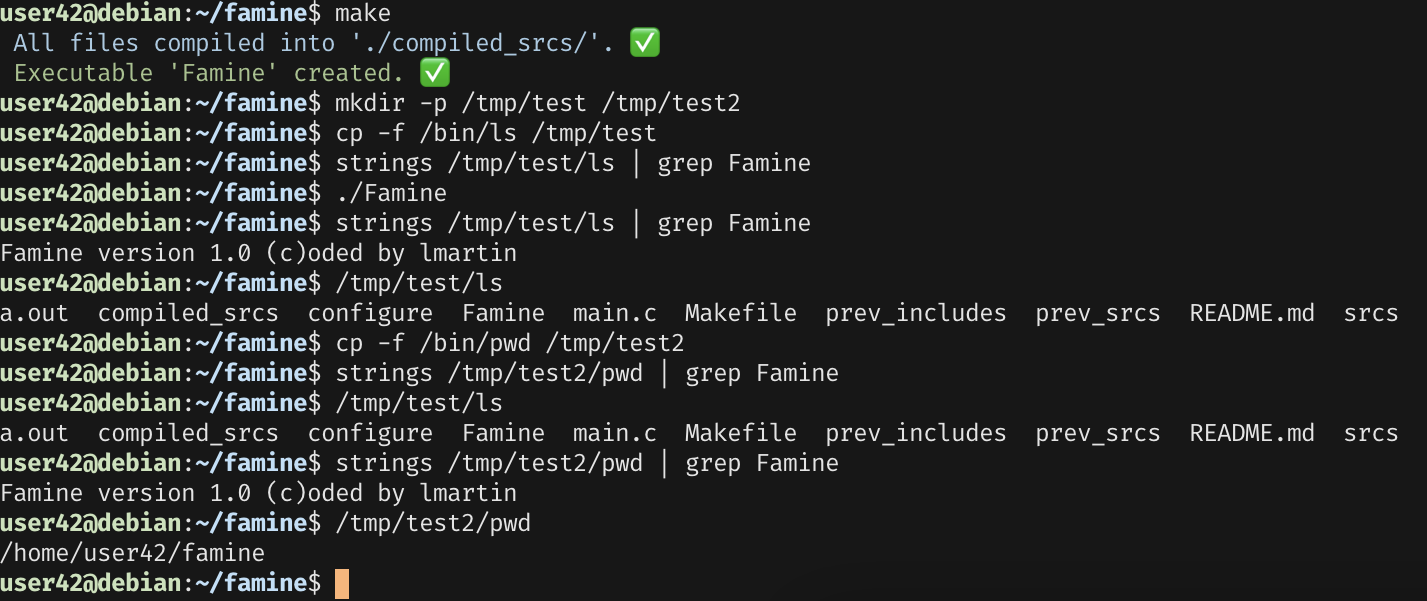 user42@debian:~/famine$ make
All files compiled into './compiled_srcs/'. ✅
Executable 'Famine' created. ✅
user42@debian:~/famine$ mkdir -p /tmp/test /tmp/test2
user42@debian:~/famine$ cp -f /bin/ls /tmp/test
user42@debian:~/famine$ strings /tmp/test/ls | grep Famine
user42@debian:~/famine$ ./Famine
user42@debian:~/famine$ strings /tmp/test/ls | grep Famine
Famine version 1.0 (c)oded by lmartin
user42@debian:~/famine$ /tmp/test/ls
a.out  compiled_srcs  configure  Famine  main.c  Makefile  prev_includes  prev_srcs  README.md  srcs
user42@debian:~/famine$ cp -f /bin/pwd /tmp/test2
user42@debian:~/famine$ strings /tmp/test2/pwd | grep Famine
user42@debian:~/famine$ /tmp/test/ls
a.out  compiled_srcs  configure  Famine  main.c  Makefile  prev_includes  prev_srcs  README.md  srcs
user42@debian:~/famine$ strings /tmp/test2/pwd | grep Famine
Famine version 1.0 (c)oded by lmartin
user42@debian:~/famine$ /tmp/test2/pwd
/home/user42/famine
user42@debian:~/famine$